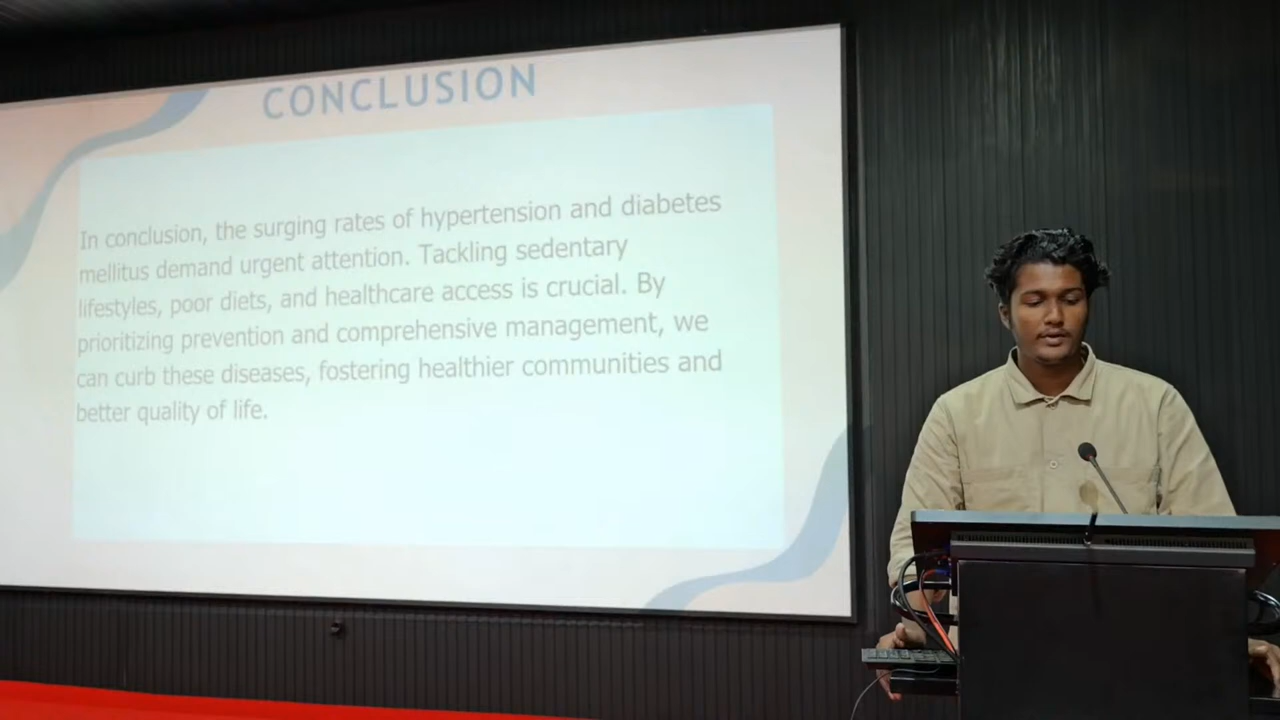 CONCLUSION
In conclusion, the surging rates of hypertension and diabetes
mellitus demand urgent attention. Tackling sedentary
lifestyles, poor diets, and healthcare access is crucial. By
prioritizing prevention and comprehensive management, we
can curb these diseases, fostering healthier communities and
better quality of life.